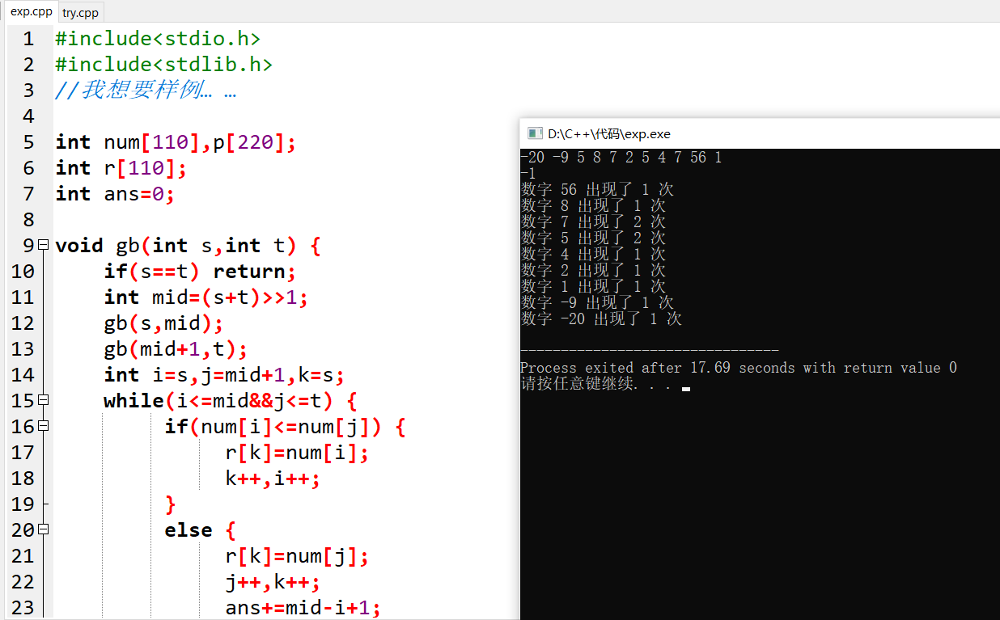 exp.cpp try.cpp
1 #include<stdio.h>
2 #include<stdlib.h>
3 //我想要样例… …
4
5 int num[110],p[220];
6 int r[110];
7 int ans=0;
8
9 void gb(int s,int t) {
10 if(s==t) return;
11 int mid=(s+t)>>1;
12 gb(s,mid);
13 gb(mid+1,t);
14 int i=s,j=mid+1,k=s;
15 while(i<=mid&&j<=t) {
16 if(num[i]<=num[j]) {
17 r[k]=num[i];
18 k++,i++;
19 }
20 else {
21 r[k]=num[j];
22 j++,k++;
23 ans+=mid-i+1;
D:\C++\代码\exp.exe
-20 -9 5 8 7 2 5 4 7 56 1
-1
数字 56 出现了 1 次
数字 8 出现了 1 次
数字 7 出现了 2 次
数字 5 出现了 2 次
数字 4 出现了 1 次
数字 2 出现了 1 次
数字 1 出现了 1 次
数字 -9 出现了 1 次
数字 -20 出现了 1 次
--------------------------------
Process exited after 17.69 seconds with return value 0
请按任意键继续. . .